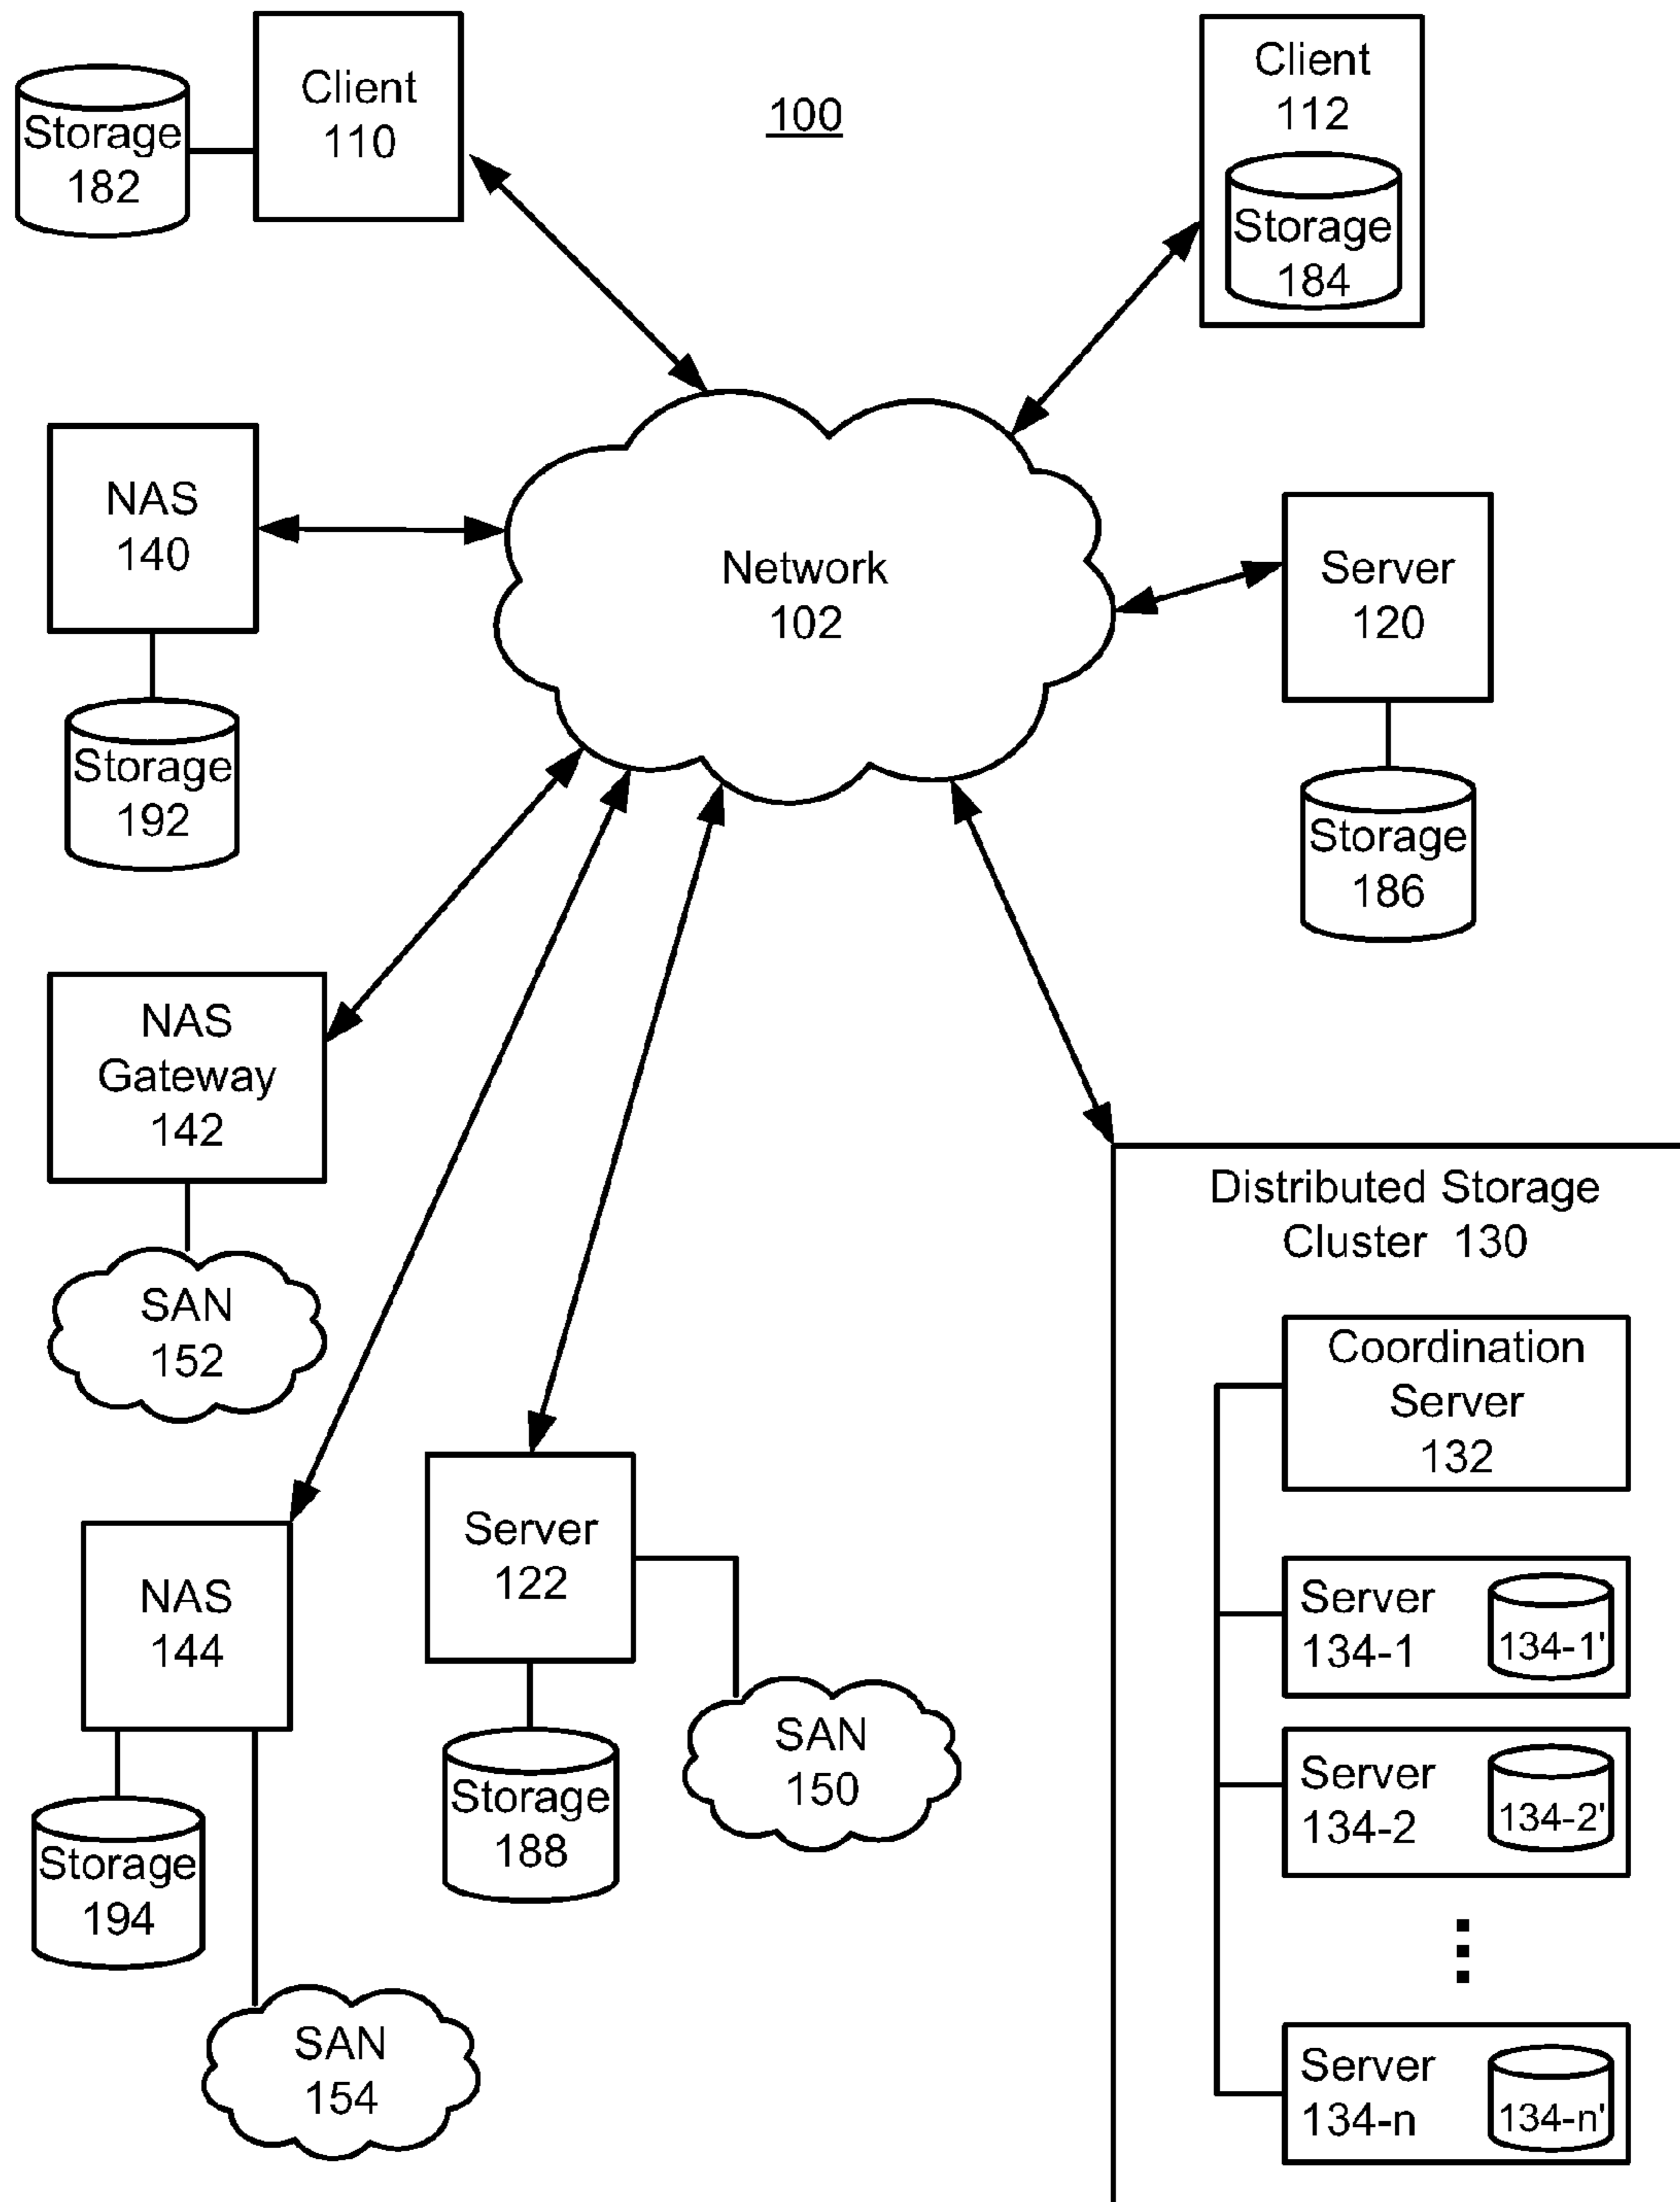 Client
110
Storage
182
100
Client
112
Storage
184
NAS
140
Storage
192
Network
102
Server
120
Storage
186
NAS
Gateway
142
SAN
152
NAS
144
Storage
194
SAN
154
Server
122
Storage
188
SAN
150
Distributed Storage
Cluster 130
Coordination
Server
132
Server
134-1
134-1'
Server
134-2
134-2'
Server
134-n
134-n'